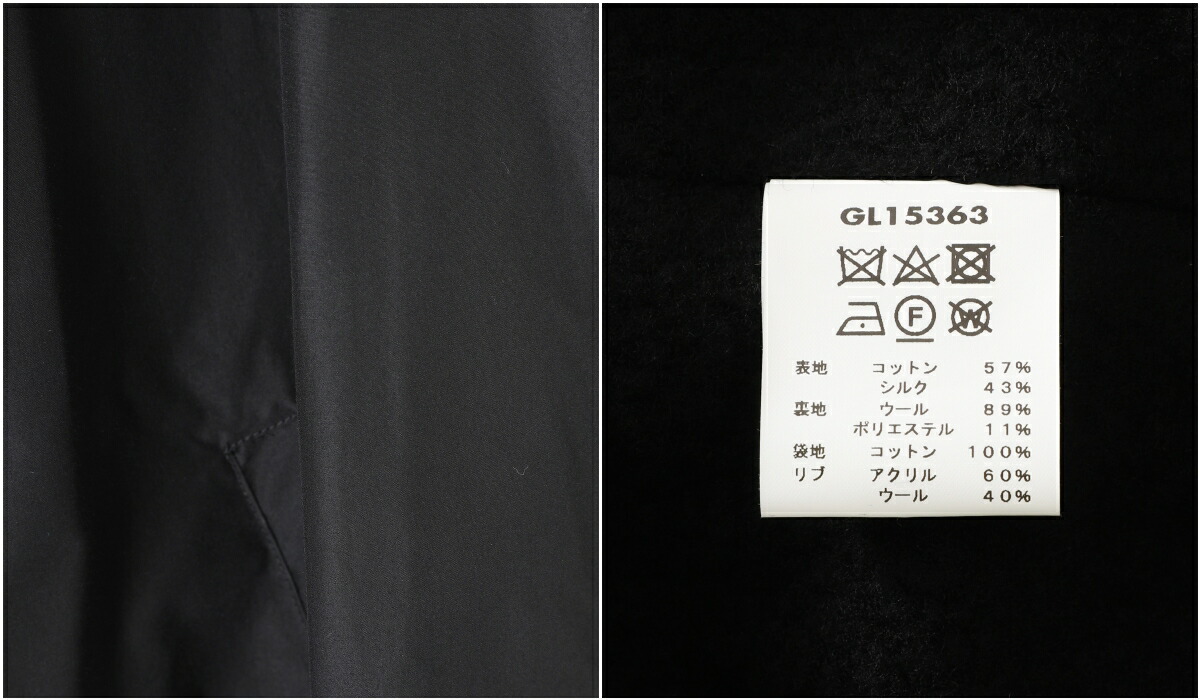 GL15363
F
W
表地 コットン 57%
シルク 43%
裏地 ウール 89%
ポリエステル 11%
袋地 コットン 100%
リブ アクリル 60%
ウール 40%